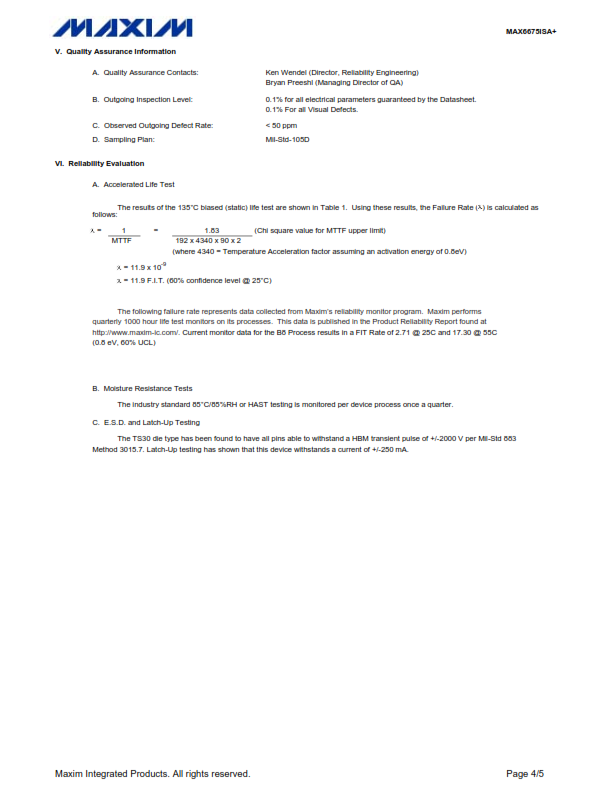 MAXIM
MAX6675ISA+
V. Quality Assurance Information
A. Quality Assurance Contacts: Ken Wendel (Director, Reliability Engineering)
Bryan Preeshl (Managing Director of QA)
B. Outgoing Inspection Level: 0.1% for all electrical parameters guaranteed by the Datasheet.
0.1% For all Visual Defects.
C. Observed Outgoing Defect Rate: < 50 ppm
D. Sampling Plan: Mil-Std-105D
VI. Reliability Evaluation
A. Accelerated Life Test
The results of the 135°C biased (static) life test are shown in Table 1. Using these results, the Failure Rate (λ) is calculated as
follows:
λ = 1 = 1.83 (Chi square value for MTTF upper limit)
MTTF 192 x 4340 x 90 x 2
(where 4340 = Temperature Acceleration factor assuming an activation energy of 0.8eV)
λ = 11.9 x 10-9
λ = 11.9 F.I.T. (60% confidence level @ 25°C)
The following failure rate represents data collected from Maxim's reliability monitor program. Maxim performs
quarterly 1000 hour life test monitors on its processes. This data is published in the Product Reliability Report found at
http://www.maxim-ic.com/. Current monitor data for the B8 Process results in a FIT Rate of 2.71 @ 25C and 17.30 @ 55C
(0.8 eV, 60% UCL)
B. Moisture Resistance Tests
The industry standard 85°C/85%RH or HAST testing is monitored per device process once a quarter.
C. E.S.D. and Latch-Up Testing
The TS30 die type has been found to have all pins able to withstand a HBM transient pulse of +/-2000 V per Mil-Std 883
Method 3015.7. Latch-Up testing has shown that this device withstands a current of +/-250 mA.
Maxim Integrated Products. All rights reserved.
Page 4/5